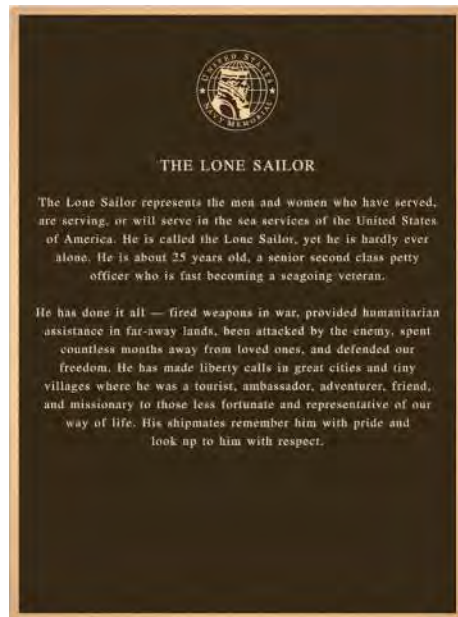 UNITED STATES
NAVY MEMORIAL
THE LONE SAILOR
The Lone Sailor represents the men and women who have served,
are serving, or will serve in the sea services of the United States
of America. He is called the Lone Sailor, yet he is hardly ever
alone. He is about 25 years old, a senior second class petty
officer who is fast becoming a seagoing veteran.
He has done it all — fired weapons in war, provided humanitarian
assistance in far-away lands, been attacked by the enemy, spent
countless months away from loved ones, and defended our
freedom. He has made liberty calls in great cities and tiny
villages where he was a tourist, ambassador, adventurer, friend,
and missionary to those less fortunate and representative of our
way of life. His shipmates remember him with pride and
look up to him with respect.